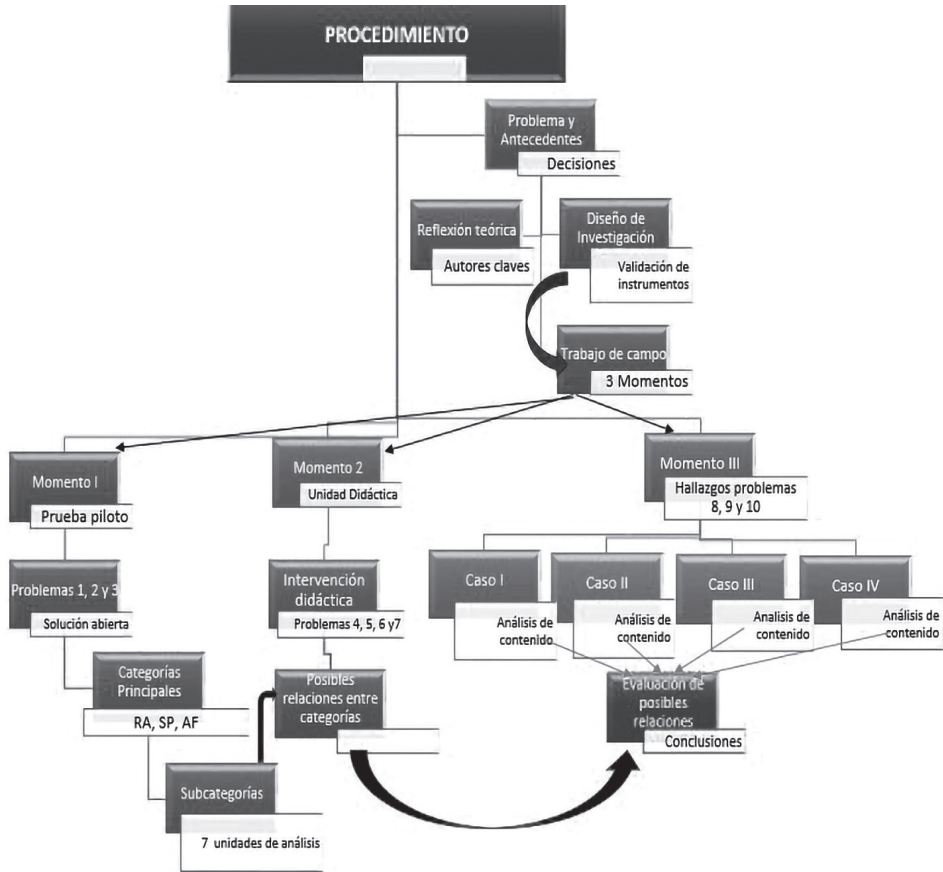 PROCEDIMIENTO
Problema y
Antecedentes
Decisiones
Reflexión teórica
Autores claves
Diseño de
Investigación
Validación de
instrumentos
Trabajo de campo
3 Momentos
Momento I
Prueba piloto
Momento 2
Unidad Didáctica
Momento III
Hallazgos problemas
8, 9 y 10
Problemas 1, 2 y 3
Solución abierta
Intervención
didáctica
Problemas 4, 5, 6 y7
Caso I
Análisis de
contenido
Caso II
Análisis de
contenido
Caso III
Analisis de
contenido
Caso IV
Análisis de
contenido
Categorías
Principales
RA, SP, AF
Posibles
relaciones entre
categorías
Evaluación de
posibles
relaciones
Conclusiones
Subcategorías
7 unidades de análisis